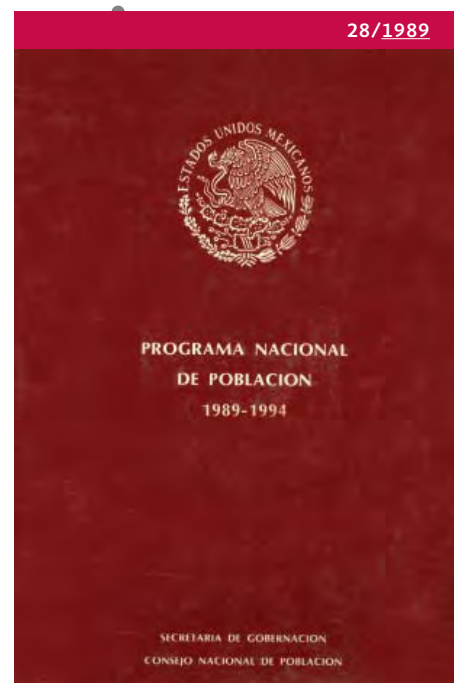 28/1989
ESTADOS UNIDOS MEXICANOS
PROGRAMA NACIONAL
DE POBLACION
1989-1994
SECRETARIA DE GOBERNACION
CONSEJO NACIONAL DE POBLACION